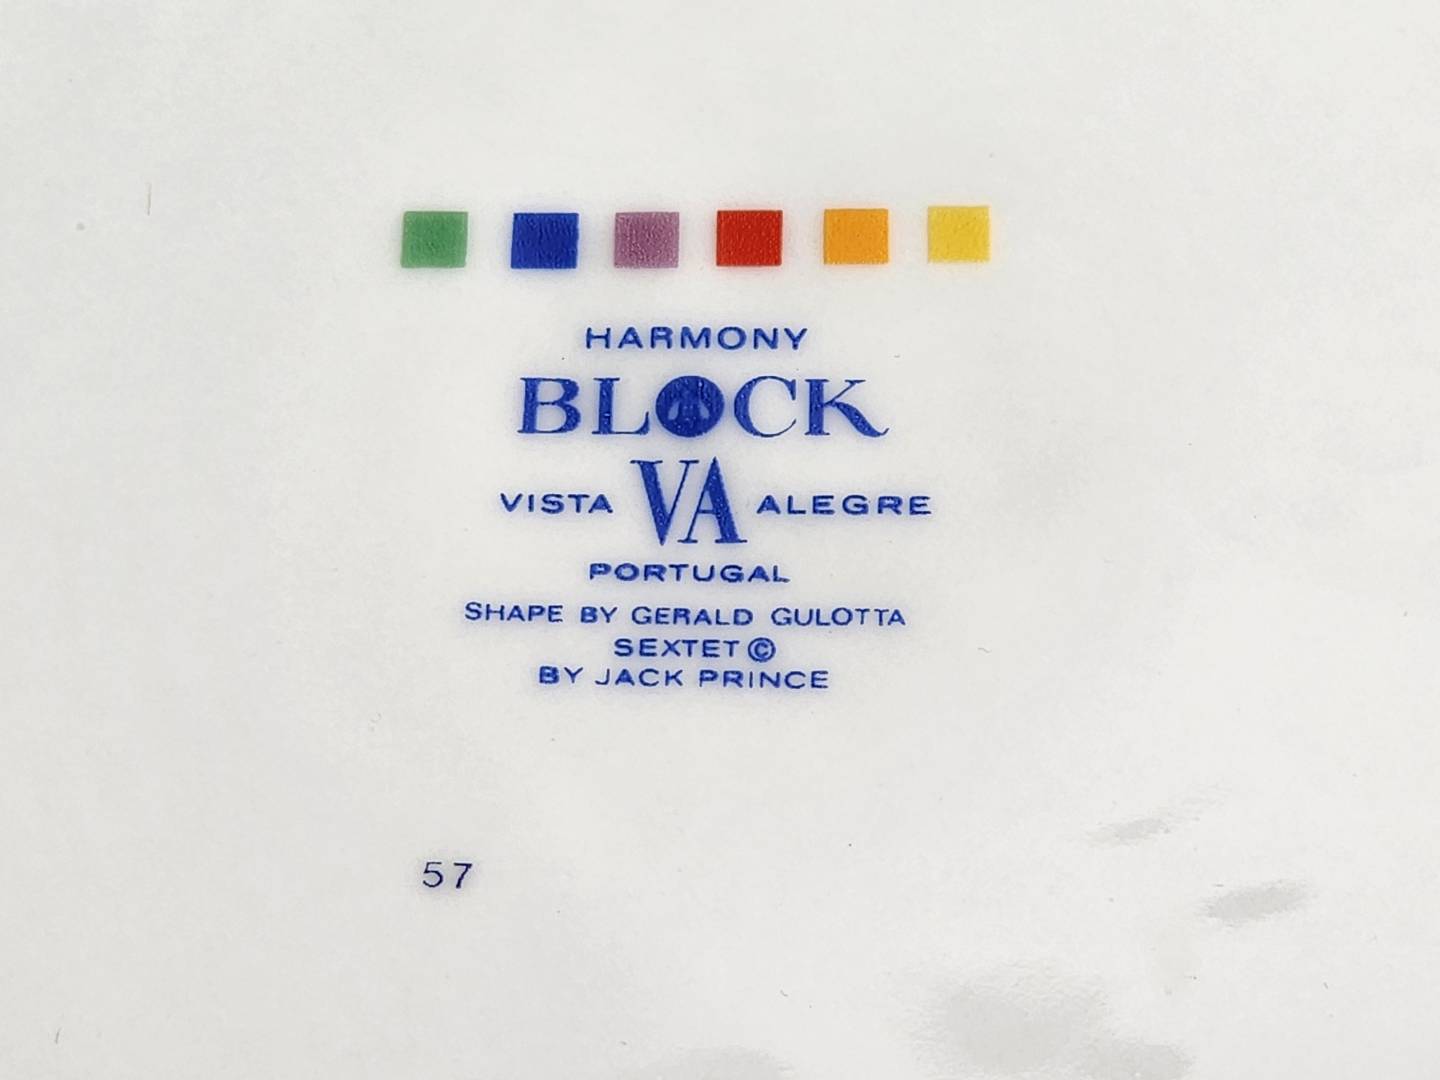 HARMONY
BLOCK
VISTA VA ALEGRE
PORTUGAL
SHAPE BY GERALD GULOTTA
SEXTET ©
BY JACK PRINCE
57